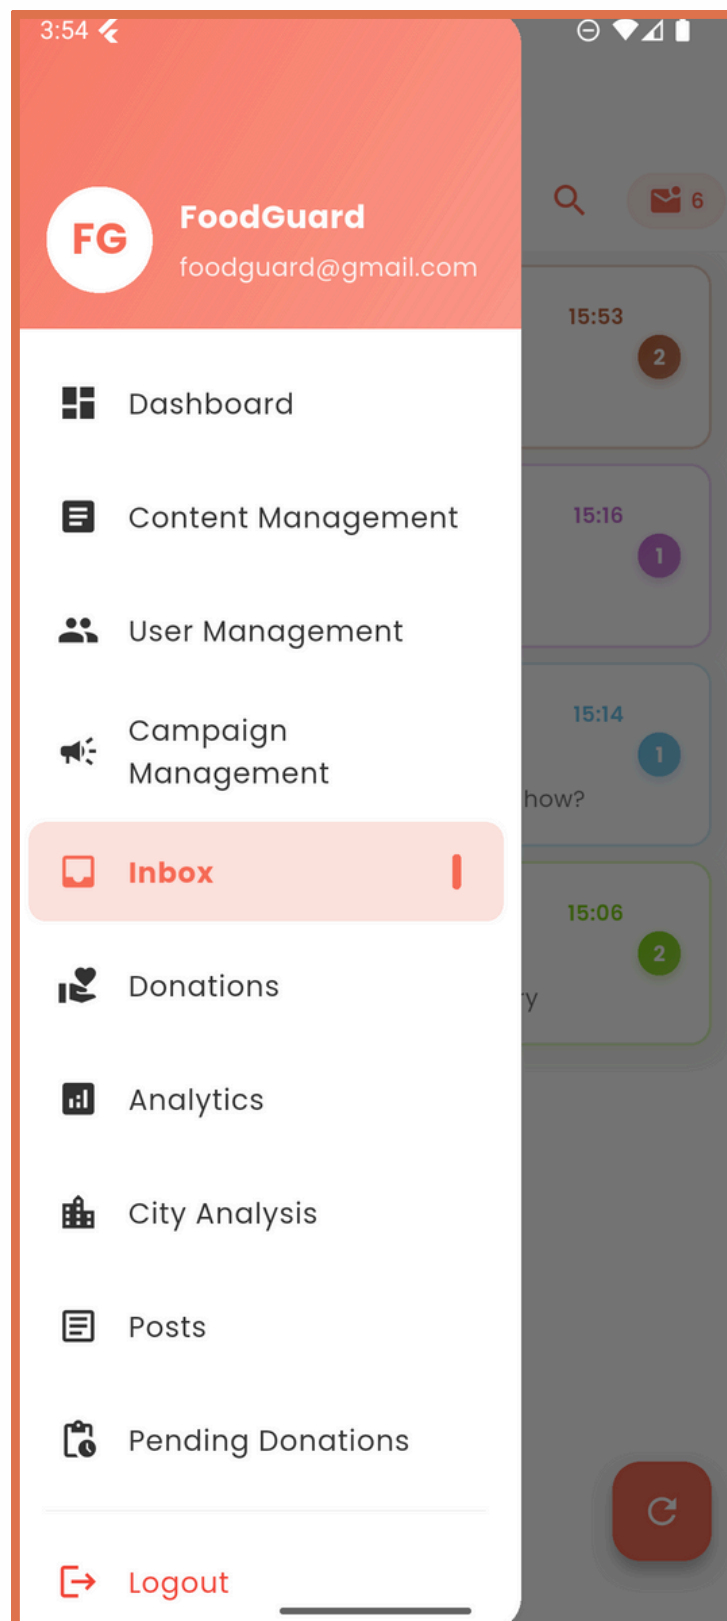 3:54
6
FG
FoodGuard
foodguard@gmail.com
15:53
2
Dashboard
15:16
Content Management
1
User Management
15:14
Campaign
Management
1
how?
Inbox
15:06
2
Donations
ry
Analytics
City Analysis
Posts
Pending Donations
Logout